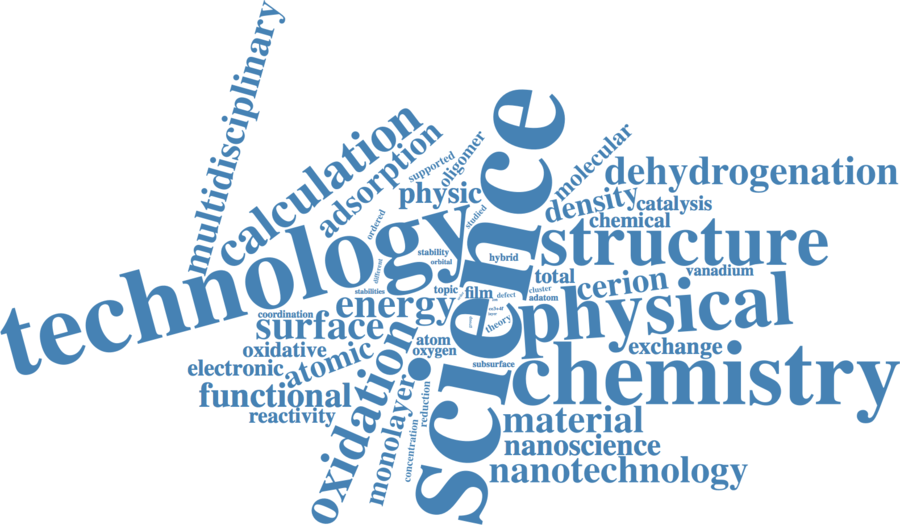 multidisciplinary
calculation
adsorption
supported
oligomer
molecular
dehydrogenation
physic
density
catalysis
chemical
ordered
studied
technology
science
structure
stability
orbital
hybrid
different
stabilities
topic
film
defect
total
cluster
adatom
cerion
vanadium
energy
physical
coordination
surface
theory
atom
oxygen
exchange
oxidative
electronic
atomic
subsurface
chemistry
functional
reactivity
oxidation
monolayer
reduction
concentration
material
nanoscience
nanotechnology